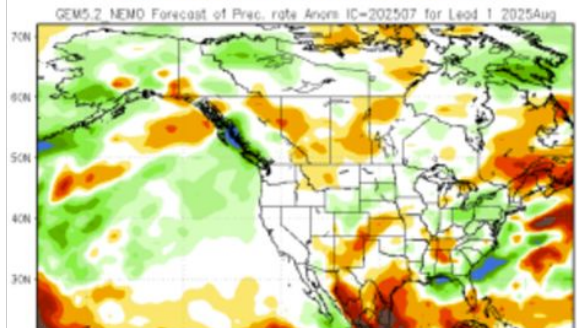 GEM5.2_NEMO Forecast of Prec. rate Anom IC=202507 for Lead 1 2025Aug
70N
60N
50N
40N
30N